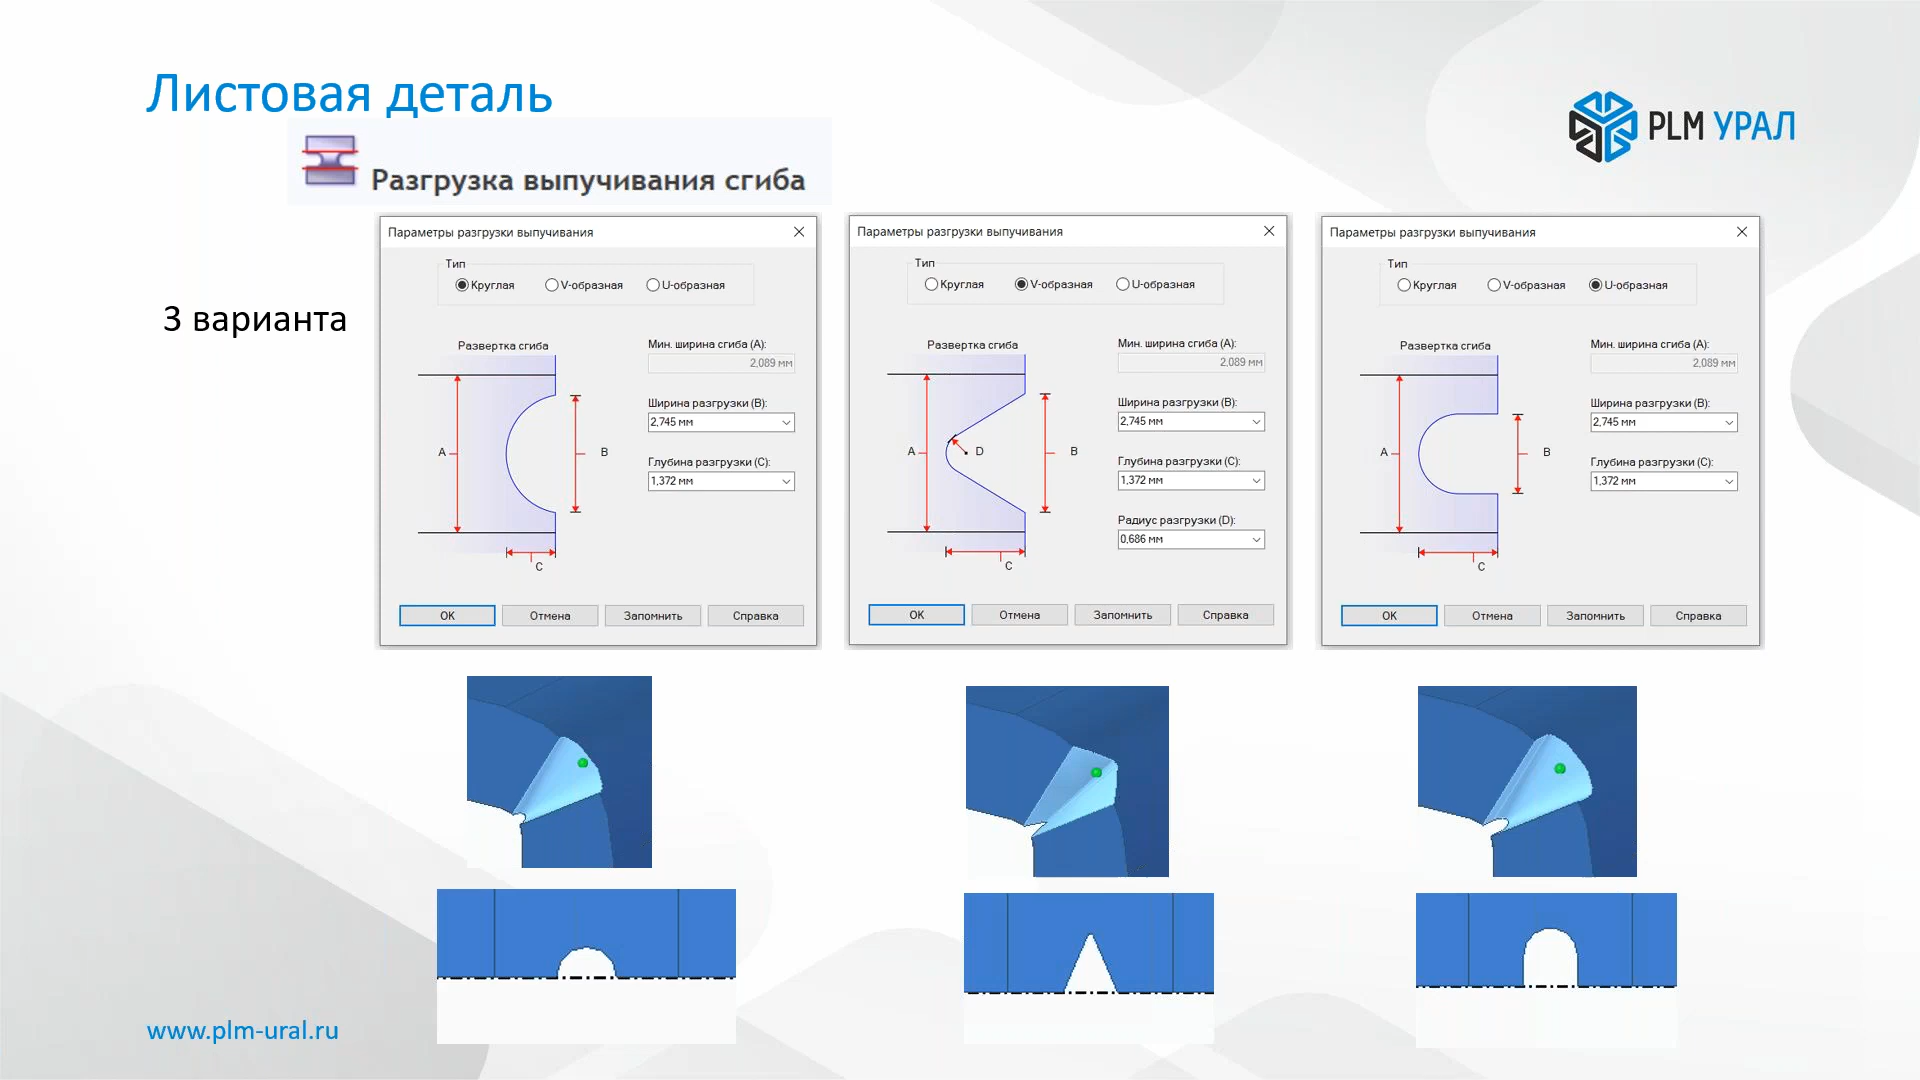 Листовая деталь
PLM УРАЛ
Разгрузка выпучивания сгиба
3 варианта
Параметры разгрузки выпучивания
Тип
Круглая V-образная U-образная
Развертка сгиба
Мин. ширина сгиба (A):
2,089 мм
Ширина разгрузки (B):
2,745 мм
Глубина разгрузки (C):
1,372 мм
A
B
C
OK Отмена Запомнить Справка
Параметры разгрузки выпучивания
Тип
Круглая V-образная U-образная
Развертка сгиба
Мин. ширина сгиба (A):
2,089 мм
Ширина разгрузки (B):
2,745 мм
Глубина разгрузки (C):
1,372 мм
Радиус разгрузки (D):
0,686 мм
A
D
B
C
OK Отмена Запомнить Справка
Параметры разгрузки выпучивания
Тип
Круглая V-образная U-образная
Развертка сгиба
Мин. ширина сгиба (A):
2,089 мм
Ширина разгрузки (B):
2,745 мм
Глубина разгрузки (C):
1,372 мм
A
B
C
OK Отмена Запомнить Справка
www.plm-ural.ru